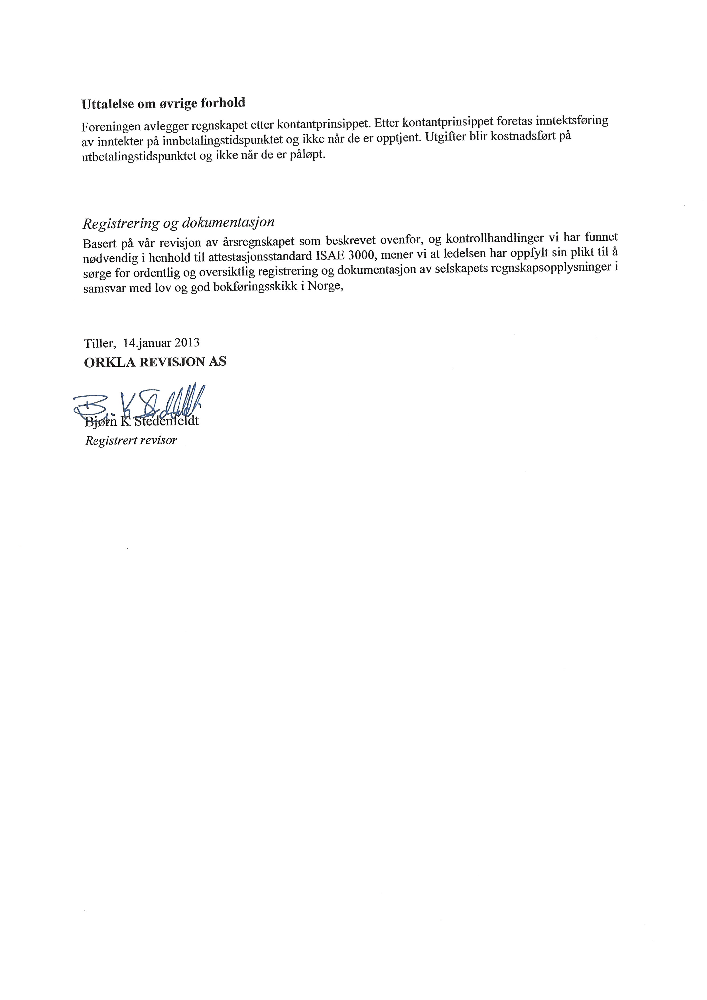 Uttalelse om øvrige forhold
Foreningen avlegger regnskapet etter kontantprinsippet. Etter kontantprinsippet foretas inntektsføring
av inntekter på innbetalingstidspunktet og ikke når de er opptjent. Utgifter blir kostnadsført på
utbetalingstidspunktet og ikke når de er påløpt.
Registrering og dokumentasjon
Basert på vår revisjon av årsregnskapet som beskrevet ovenfor, og kontrollhandlinger vi har funnet
nødvendig i henhold til attestasjonsstandard ISAE 3000, mener vi at ledelsen har oppfylt sin plikt til å
sørge for ordentlig og oversiktlig registrering og dokumentasjon av selskapets regnskapsopplysninger i
samsvar med lov og god bokføringsskikk i Norge,
Tiller, 14.januar 2013
ORKLA REVISJON AS
Bjørn K Stedenfeldt
Registrert revisor